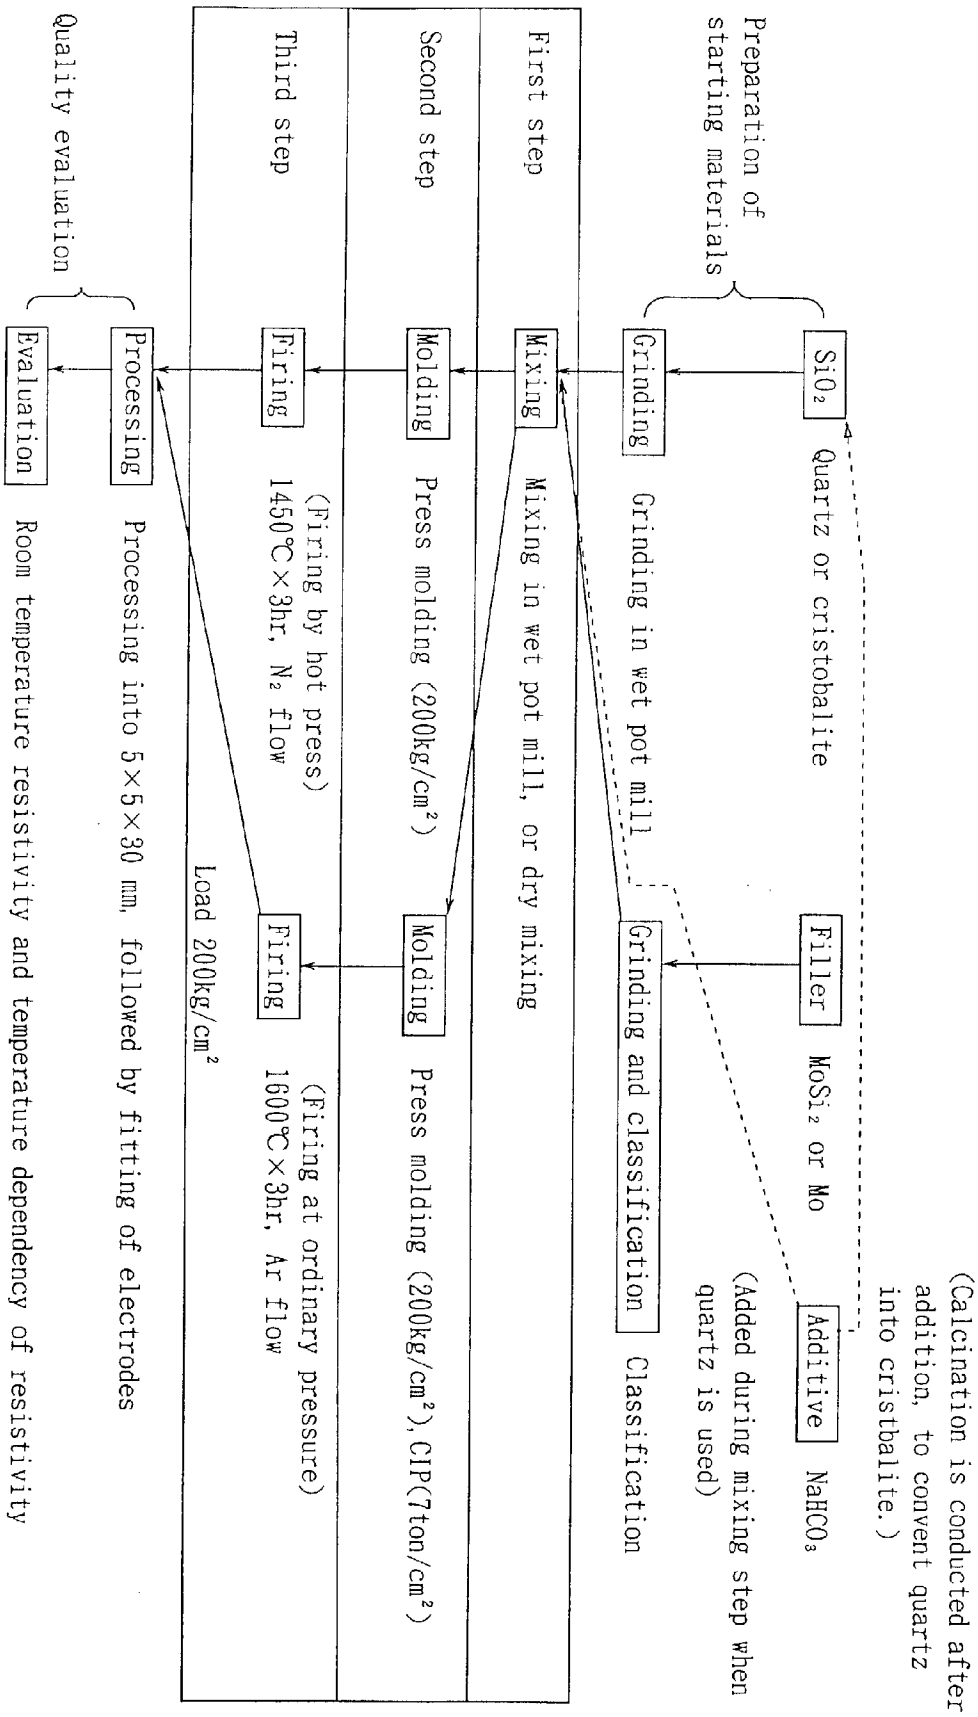 Preparation of
starting materials
SiO₂
Quartz or cristobalite
Filler
MoSi₂ or Mo
Additive
NaHCO₃
(Calcination is conducted after
addition, to convent quartz
into cristbalite.)
(Added during mixing step when
quartz is used)
Grinding
Grinding in wet pot mill
Grinding and classification
Classification
First step
Mixing
Mixing in wet pot mill, or dry mixing
Second step
Molding
Press molding (200kg/cm²)
Molding
Press molding (200kg/cm²), CIP(7ton/cm²)
Third step
Firing
(Firing by hot press)
1450℃×3hr, N₂ flow
Firing
(Firing at ordinary pressure)
1600℃×3hr, Ar flow
Load 200kg/cm²
Quality evaluation
Processing
Processing into 5×5×30 mm, followed by fitting of electrodes
Evaluation
Room temperature resistivity and temperature dependency of resistivity